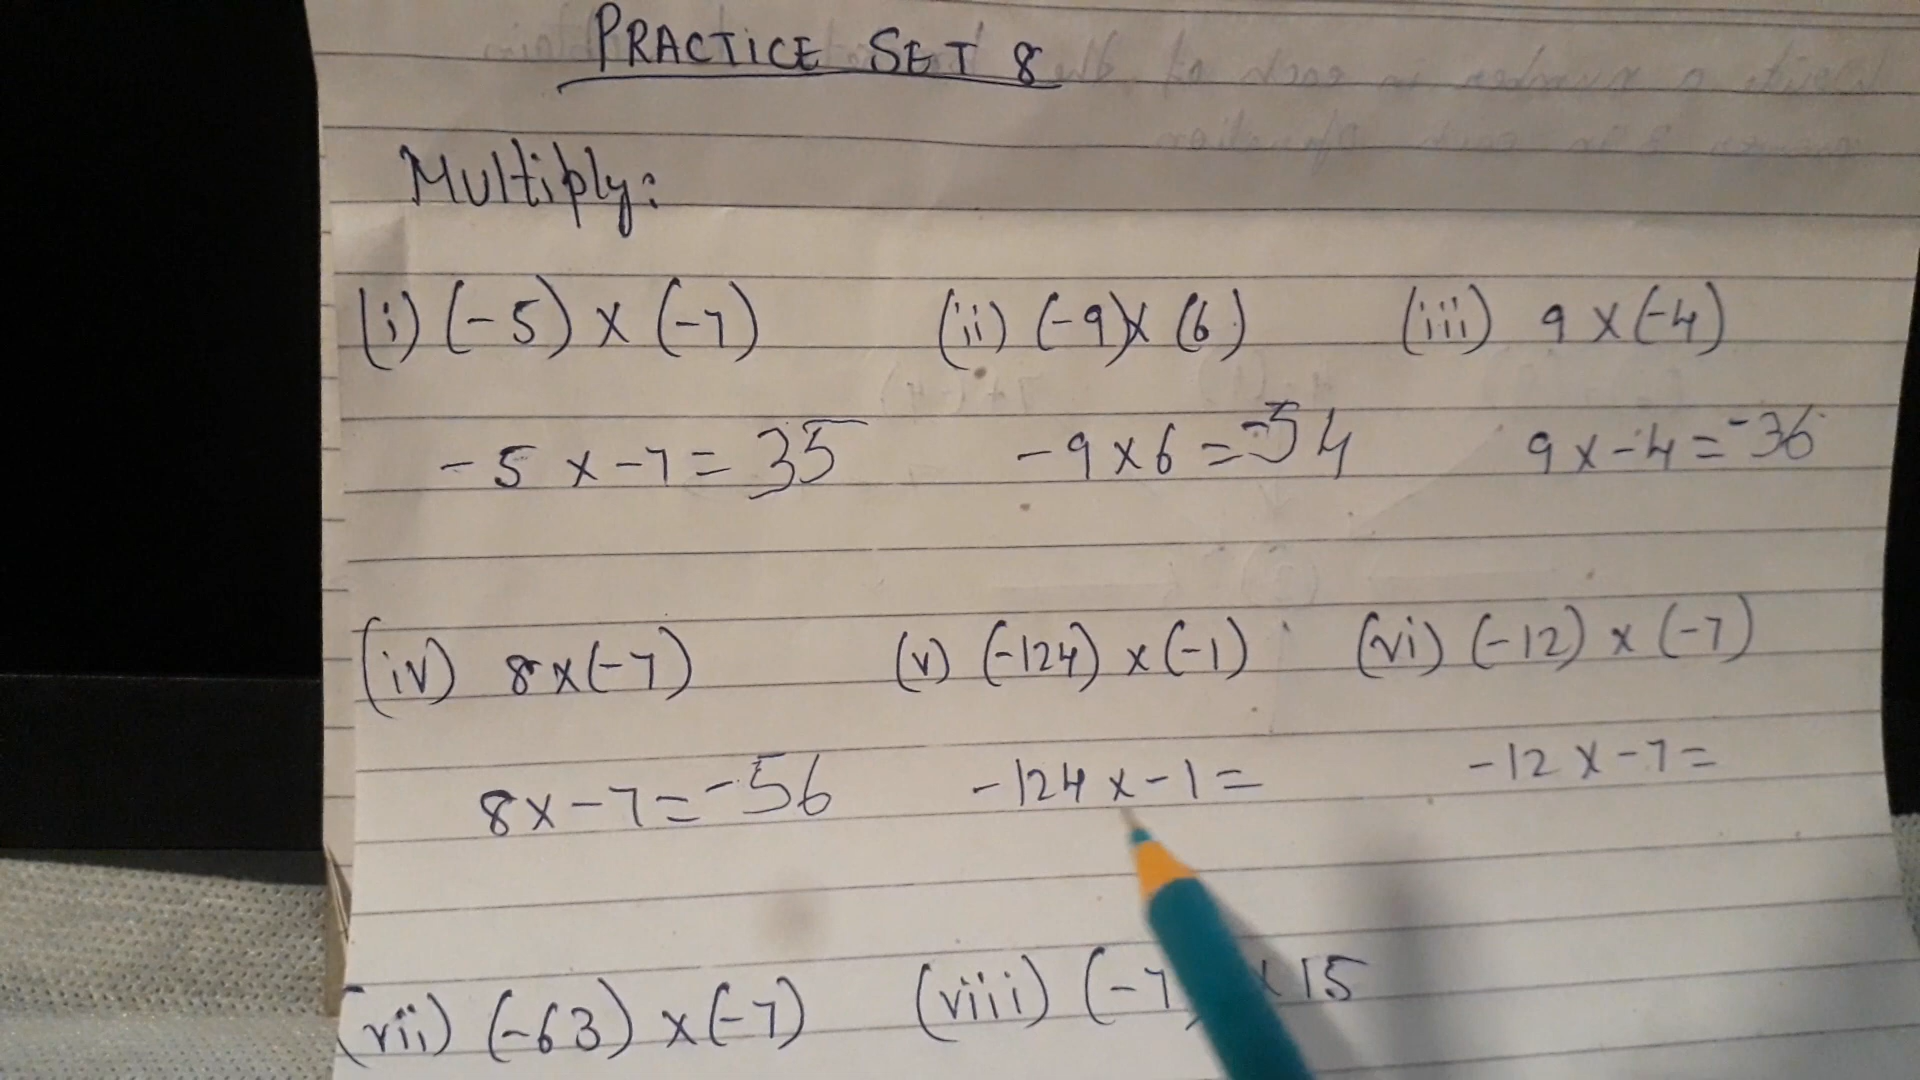 PRACTICE SET 8
Multiply:
(i) (-5) x (-7) (ii) (-9) x (6) (iii) 9 x (-4)
-5 x -7 = 35 -9 x 6 = -54 9 x -4 = -36
(iv) 8 x (-7) (v) (-124) x (-1) (vi) (-12) x (-7)
8 x -7 = -56 -124 x -1 = -12 x -7 =
(vii) (-63) x (-7) (viii) (-7) x 15